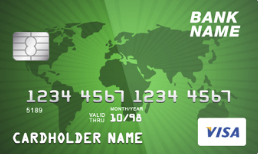 BANK
NAME
1234 4567 1234 4567
5189
MONTH/YEAR
VALID
THRU 10/98
CARDHOLDER NAME
VISA